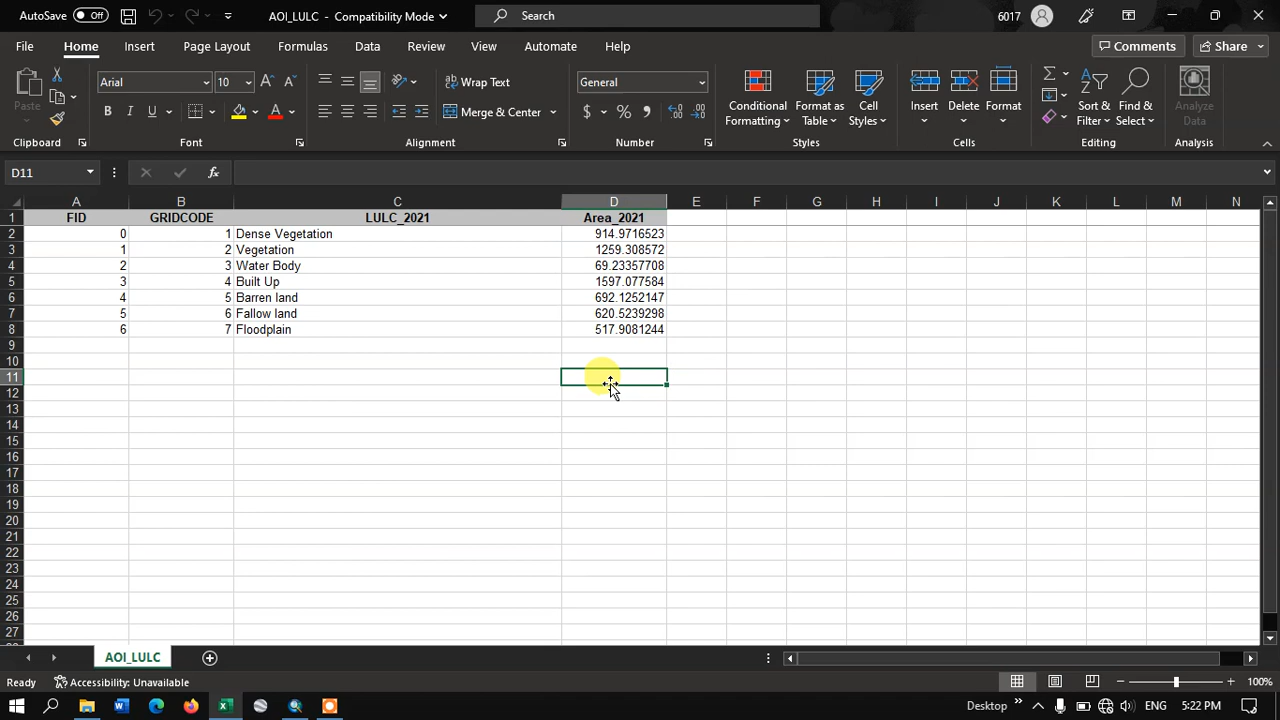 AutoSave Off AOI_LULC - Compatibility Mode Search 6017
File Home Insert Page Layout Formulas Data Review View Automate Help Comments Share
Paste Arial 10 Wrap Text General Conditional Formatting Format as Table Cell Styles Insert Delete Format Sort & Filter Find & Select Analyze Data
B I U A Merge & Center $ %
Clipboard Font Alignment Number Styles Cells Editing Analysis
D11 fx
A B C D E F G H I J K L M N
1 FID GRIDCODE LULC_2021 Area_2021
2 0 1 Dense Vegetation 914.9716523
3 1 2 Vegetation 1259.308572
4 2 3 Water Body 69.23357708
5 3 4 Built Up 1597.077584
6 4 5 Barren land 692.1252147
7 5 6 Fallow land 620.5239298
8 6 7 Floodplain 517.9081244
9
10
11
12
13
14
15
16
17
18
19
20
21
22
23
24
25
26
27
AOI_LULC
Ready Accessibility: Unavailable 100%
Desktop ENG 5:22 PM